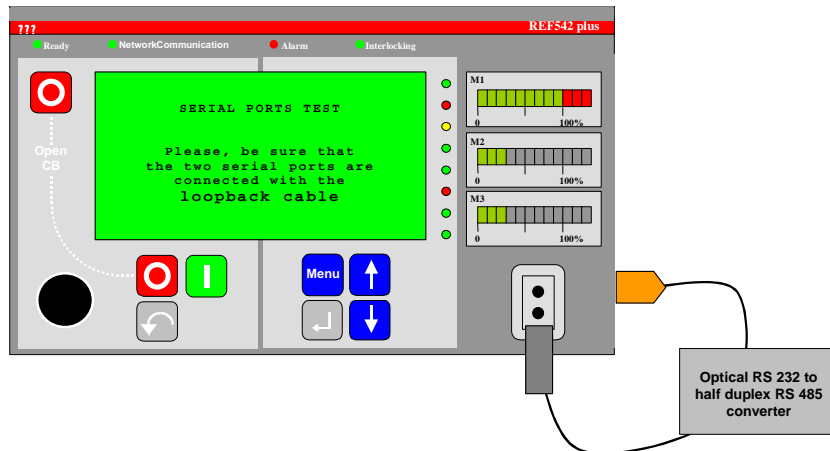 ???
REF542 plus
Ready
NetworkCommunication
Alarm
Interlocking
Open
CB
SERIAL PORTS TEST
Please, be sure that
the two serial ports are
connected with the
loopback cable
Menu
M1
0
100%
M2
0
100%
M3
0
100%
Optical RS 232 to
half duplex RS 485
converter